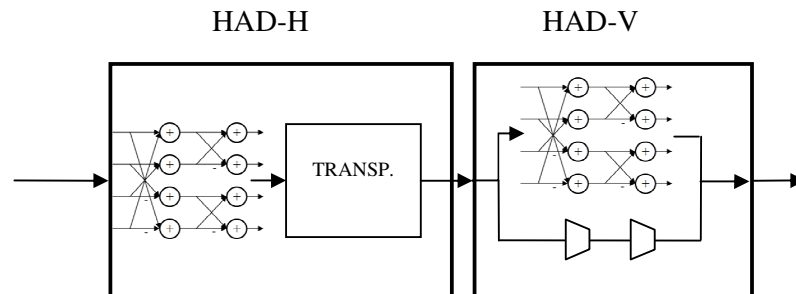 HAD-H HAD-V
+ +
+ +
+ + - +
+ + + - +
- + + + +
- + - + - + - +
TRANSP.